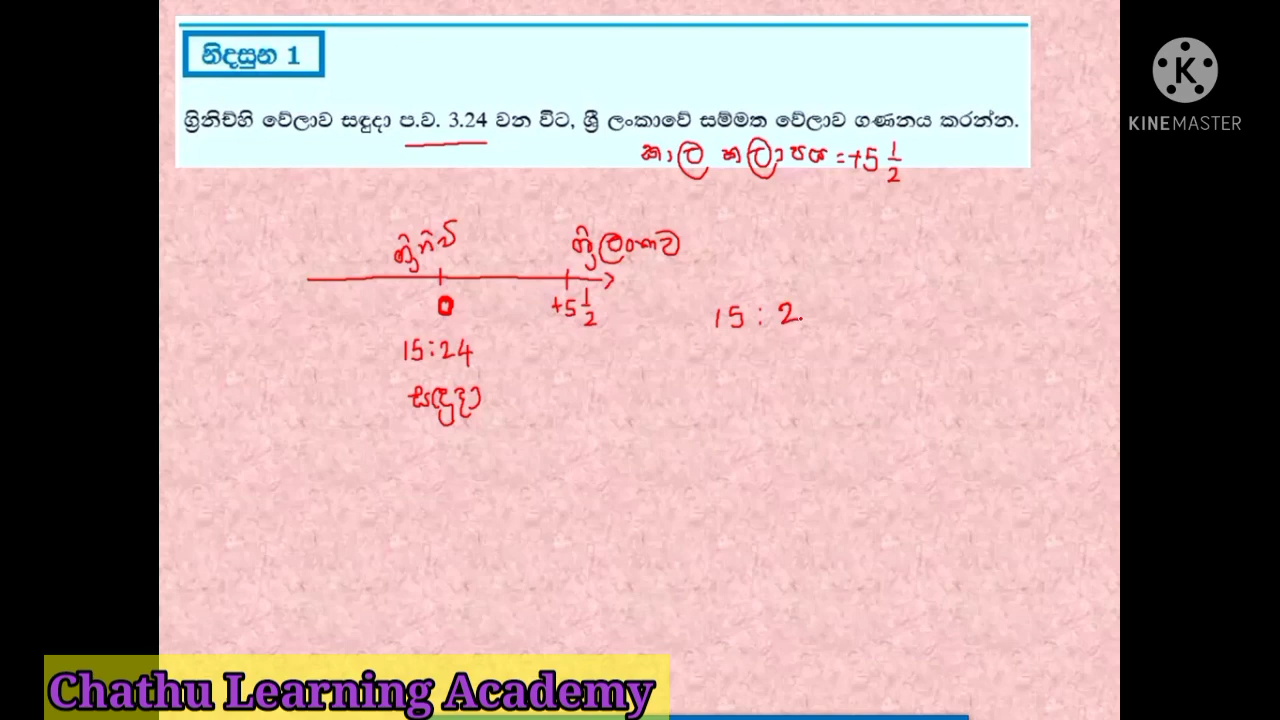 නිදසුන 1
ග්‍රිනිච්හි වේලාව සඳුදා ප.ව. 3.24 වන විට, ශ්‍රී ලංකාවේ සම්මත වේලාව ගණනය කරන්න.
කාල කලාපය = +5 1/2
ග්‍රිනිච් ශ්‍රී ලංකාව
0 +5 1/2
15 : 2
15:24
සඳුදා
K
KINEMASTER
Chathu Learning Academy